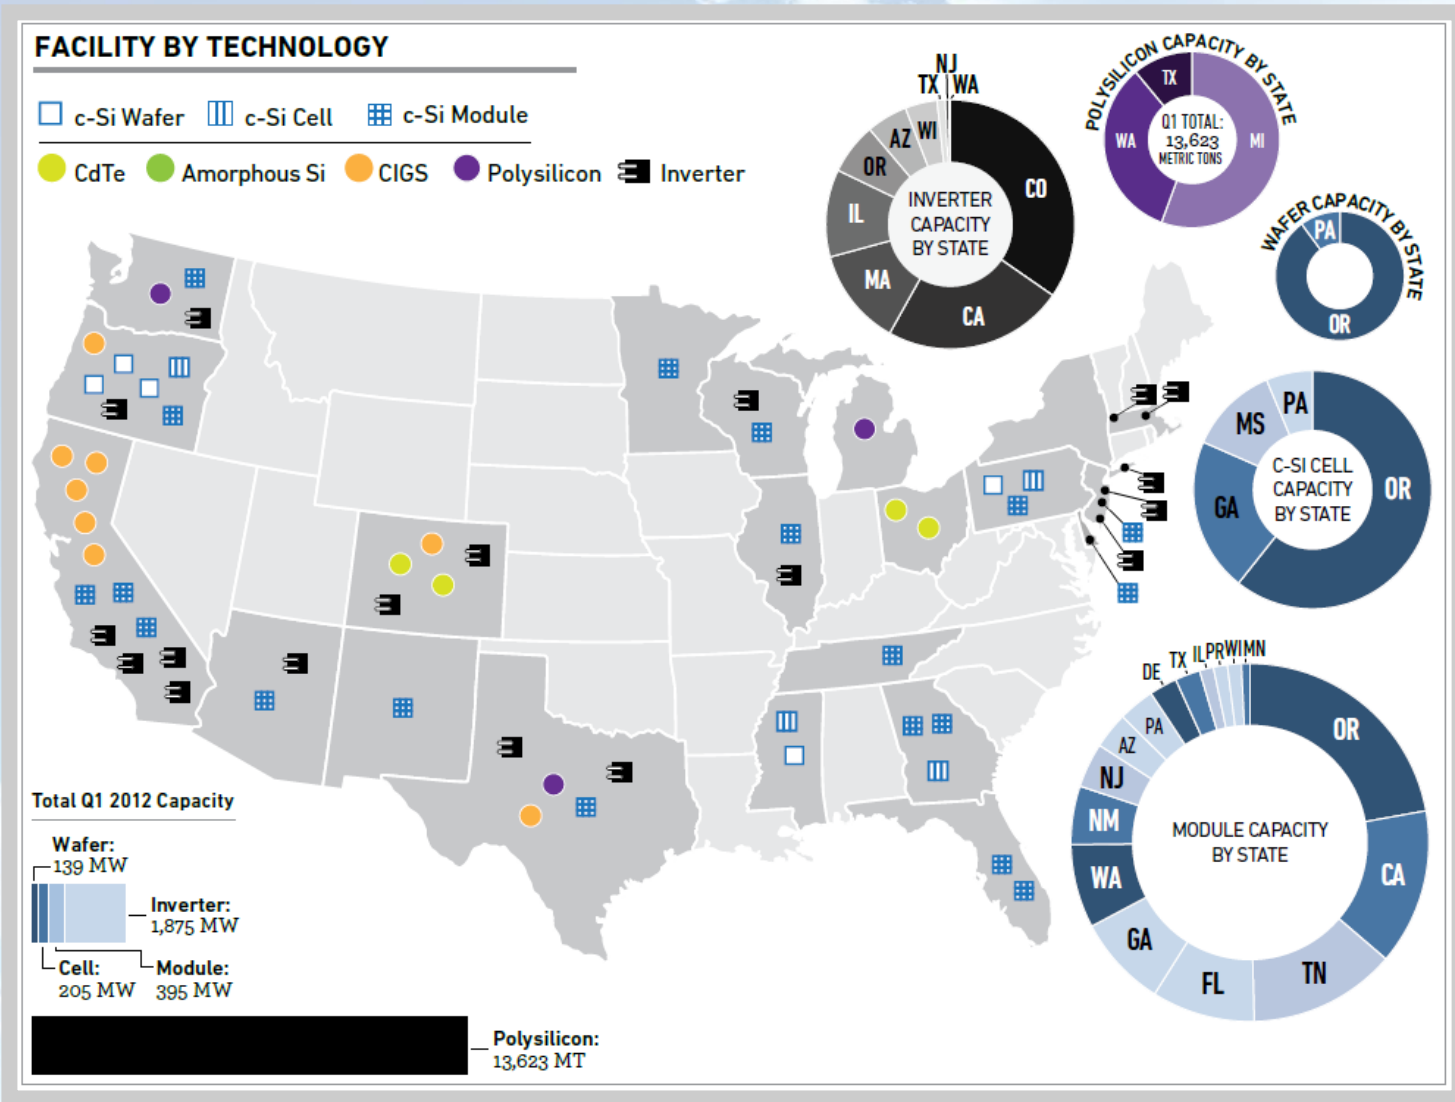 FACILITY BY TECHNOLOGY
c-Si Wafer
c-Si Cell
c-Si Module
CdTe
Amorphous Si
CIGS
Polysilicon
Inverter
NJ
TX
WA
WI
AZ
OR
IL
MA
CA
CO
INVERTER
CAPACITY
BY STATE
POLYSILICON CAPACITY BY STATE
TX
WA
MI
Q1 TOTAL:
13,623
METRIC TONS
WAFER CAPACITY BY STATE
PA
OR
PA
MS
GA
OR
C-SI CELL
CAPACITY
BY STATE
DE
TX
IL
PR
WI
MN
OR
CA
TN
FL
GA
WA
NM
NJ
AZ
PA
MODULE CAPACITY
BY STATE
Total Q1 2012 Capacity
Wafer:
139 MW
Inverter:
1,875 MW
Cell:
205 MW
Module:
395 MW
Polysilicon:
13,623 MT